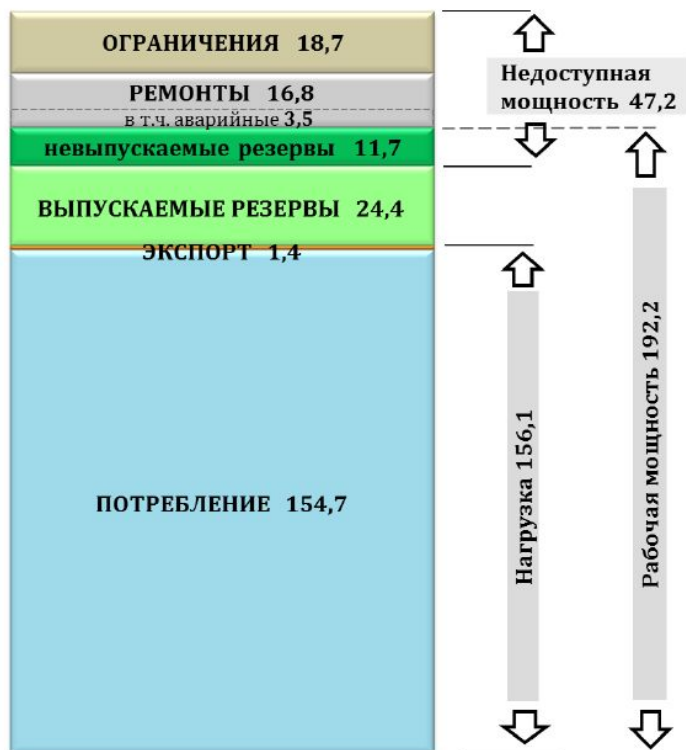 ОГРАНИЧЕНИЯ 18,7
РЕМОНТЫ 16,8
в т.ч. аварийные 3,5
невыпускаемые резервы 11,7
ВЫПУСКАЕМЫЕ РЕЗЕРВЫ 24,4
ЭКСПОРТ 1,4
ПОТРЕБЛЕНИЕ 154,7
Недоступная
мощность 47,2
Нагрузка 156,1
Рабочая мощность 192,2